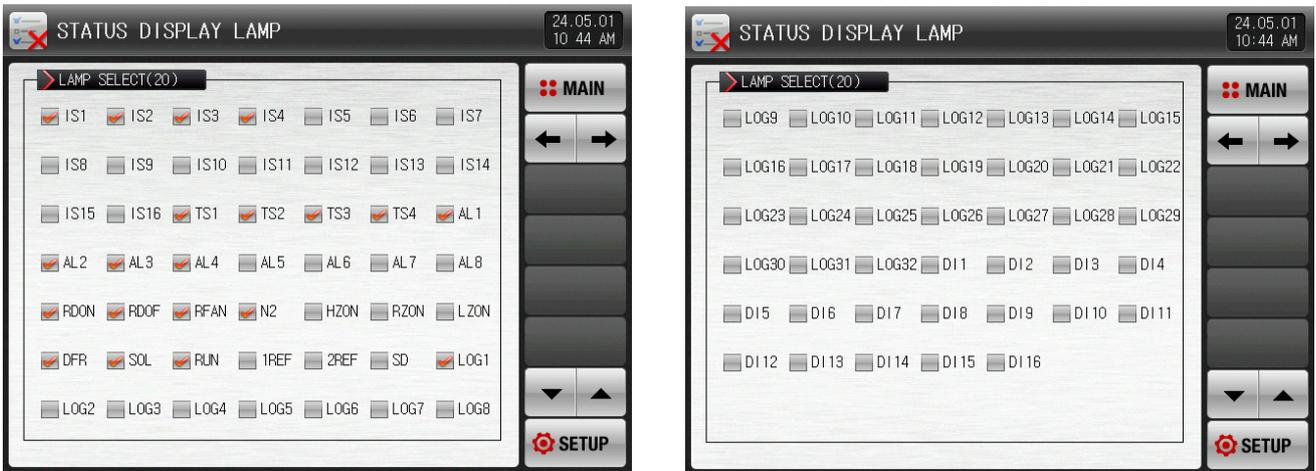 STATUS DISPLAY LAMP
24.05.01
10 44 AM
LAMP SELECT(20)
IS1 IS2 IS3 IS4 IS5 IS6 IS7
IS8 IS9 IS10 IS11 IS12 IS13 IS14
IS15 IS16 TS1 TS2 TS3 TS4 AL1
AL2 AL3 AL4 AL5 AL6 AL7 AL8
RDON RDOF RFAN N2 HZON RZON LZON
DFR SOL RUN 1REF 2REF SD LOG1
LOG2 LOG3 LOG4 LOG5 LOG6 LOG7 LOG8
MAIN
SETUP
STATUS DISPLAY LAMP
24.05.01
10:44 AM
LAMP SELECT(20)
LOG9 LOG10 LOG11 LOG12 LOG13 LOG14 LOG15
LOG16 LOG17 LOG18 LOG19 LOG20 LOG21 LOG22
LOG23 LOG24 LOG25 LOG26 LOG27 LOG28 LOG29
LOG30 LOG31 LOG32 DI1 DI2 DI3 DI4
DI5 DI6 DI7 DI8 DI9 DI10 DI11
DI12 DI13 DI14 DI15 DI16
MAIN
SETUP